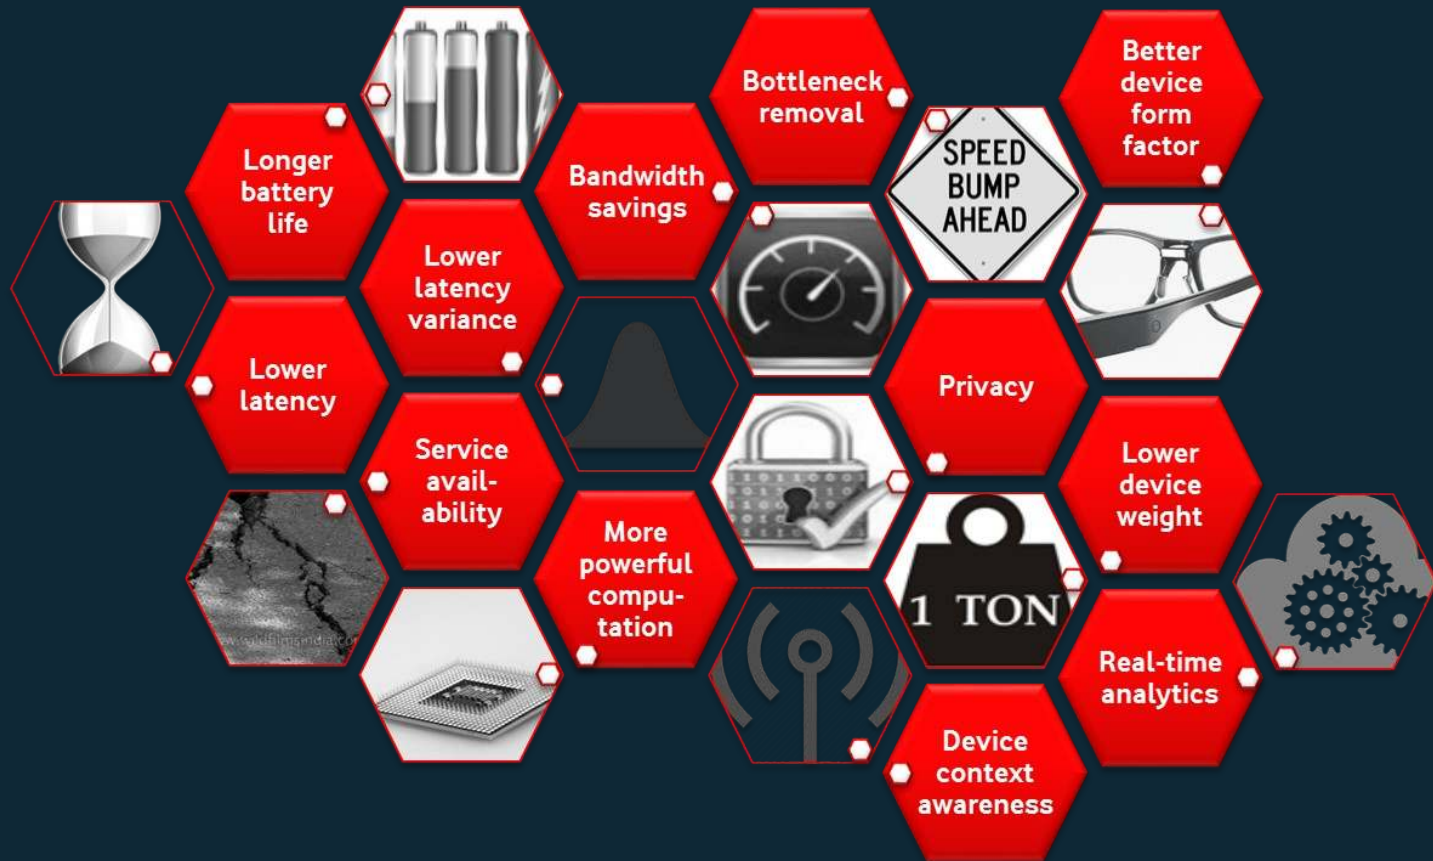 Longer
battery
life
Bandwidth
savings
Bottleneck
removal
SPEED
BUMP
AHEAD
Better
device
form
factor
Lower
latency
variance
Lower
latency
Privacy
Service
avail-
ability
More
powerful
compu-
tation
1 TON
Lower
device
weight
Real-time
analytics
Device
context
awareness